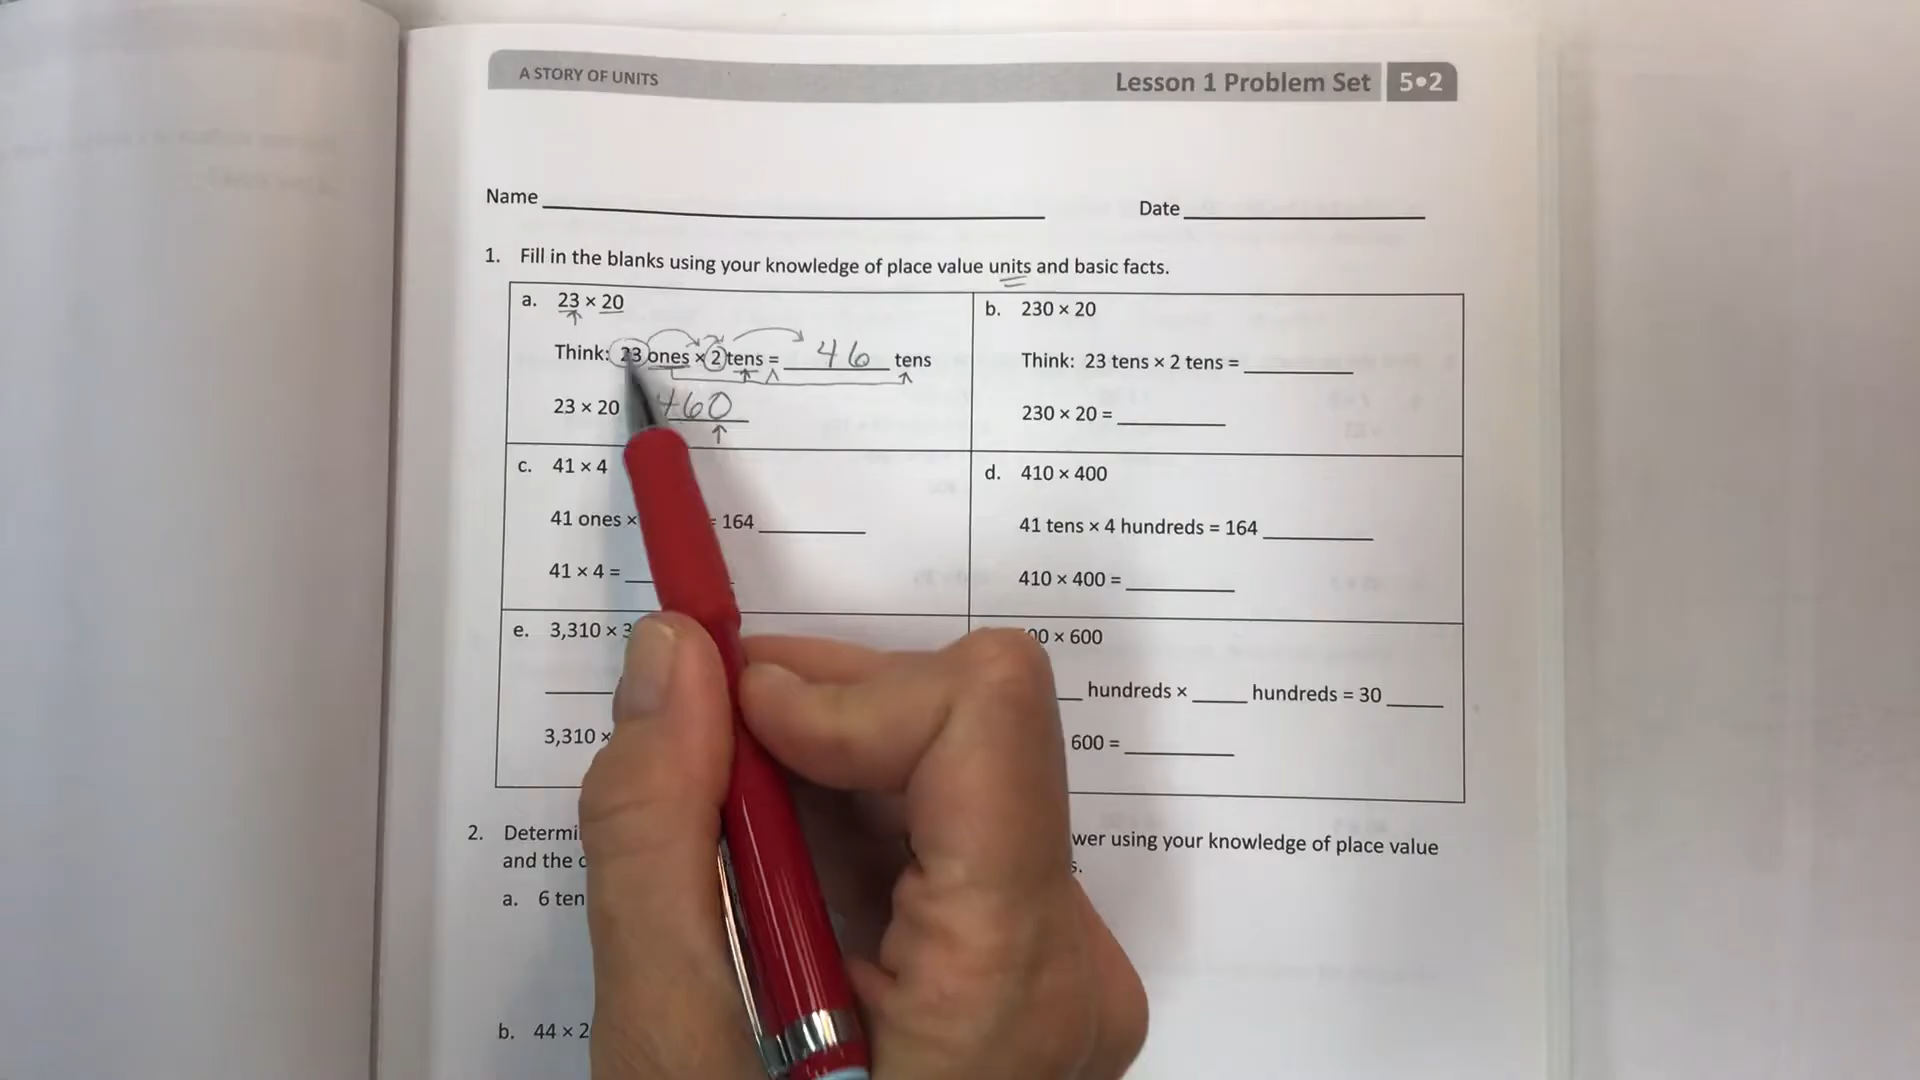 A STORY OF UNITS
Lesson 1 Problem Set 5•2
Name
Date
1. Fill in the blanks using your knowledge of place value units and basic facts.
a. 23 × 20
Think: 23 ones × 2 tens = 46 tens
23 × 20 460
b. 230 × 20
Think: 23 tens × 2 tens =
230 × 20 =
c. 41 × 4
41 ones × = 164
41 × 4 =
d. 410 × 400
41 tens × 4 hundreds = 164
410 × 400 =
e. 3,310 × 3
3,310 ×
00 × 600
hundreds × hundreds = 30
600 =
2. Determi wer using your knowledge of place value
and the
a. 6 ten
b. 44 × 2